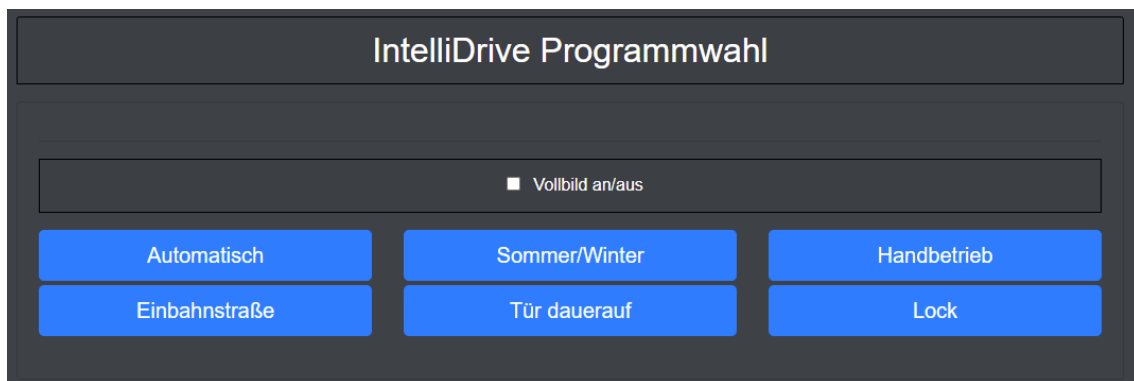 IntelliDrive Programmwahl
Vollbild an/aus
Automatisch
Sommer/Winter
Handbetrieb
Einbahnstraße
Tür dauerauf
Lock